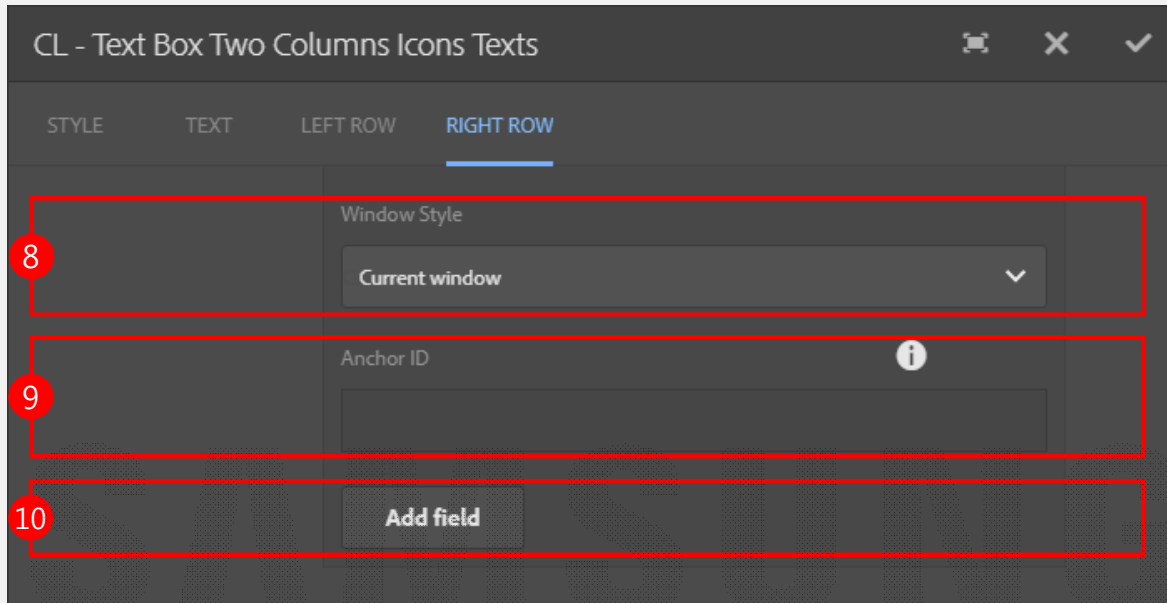 CL - Text Box Two Columns Icons Texts
STYLE TEXT LEFT ROW RIGHT ROW
Window Style
8
Current window
Anchor ID
i
9
Add field
10
SAMSUNG